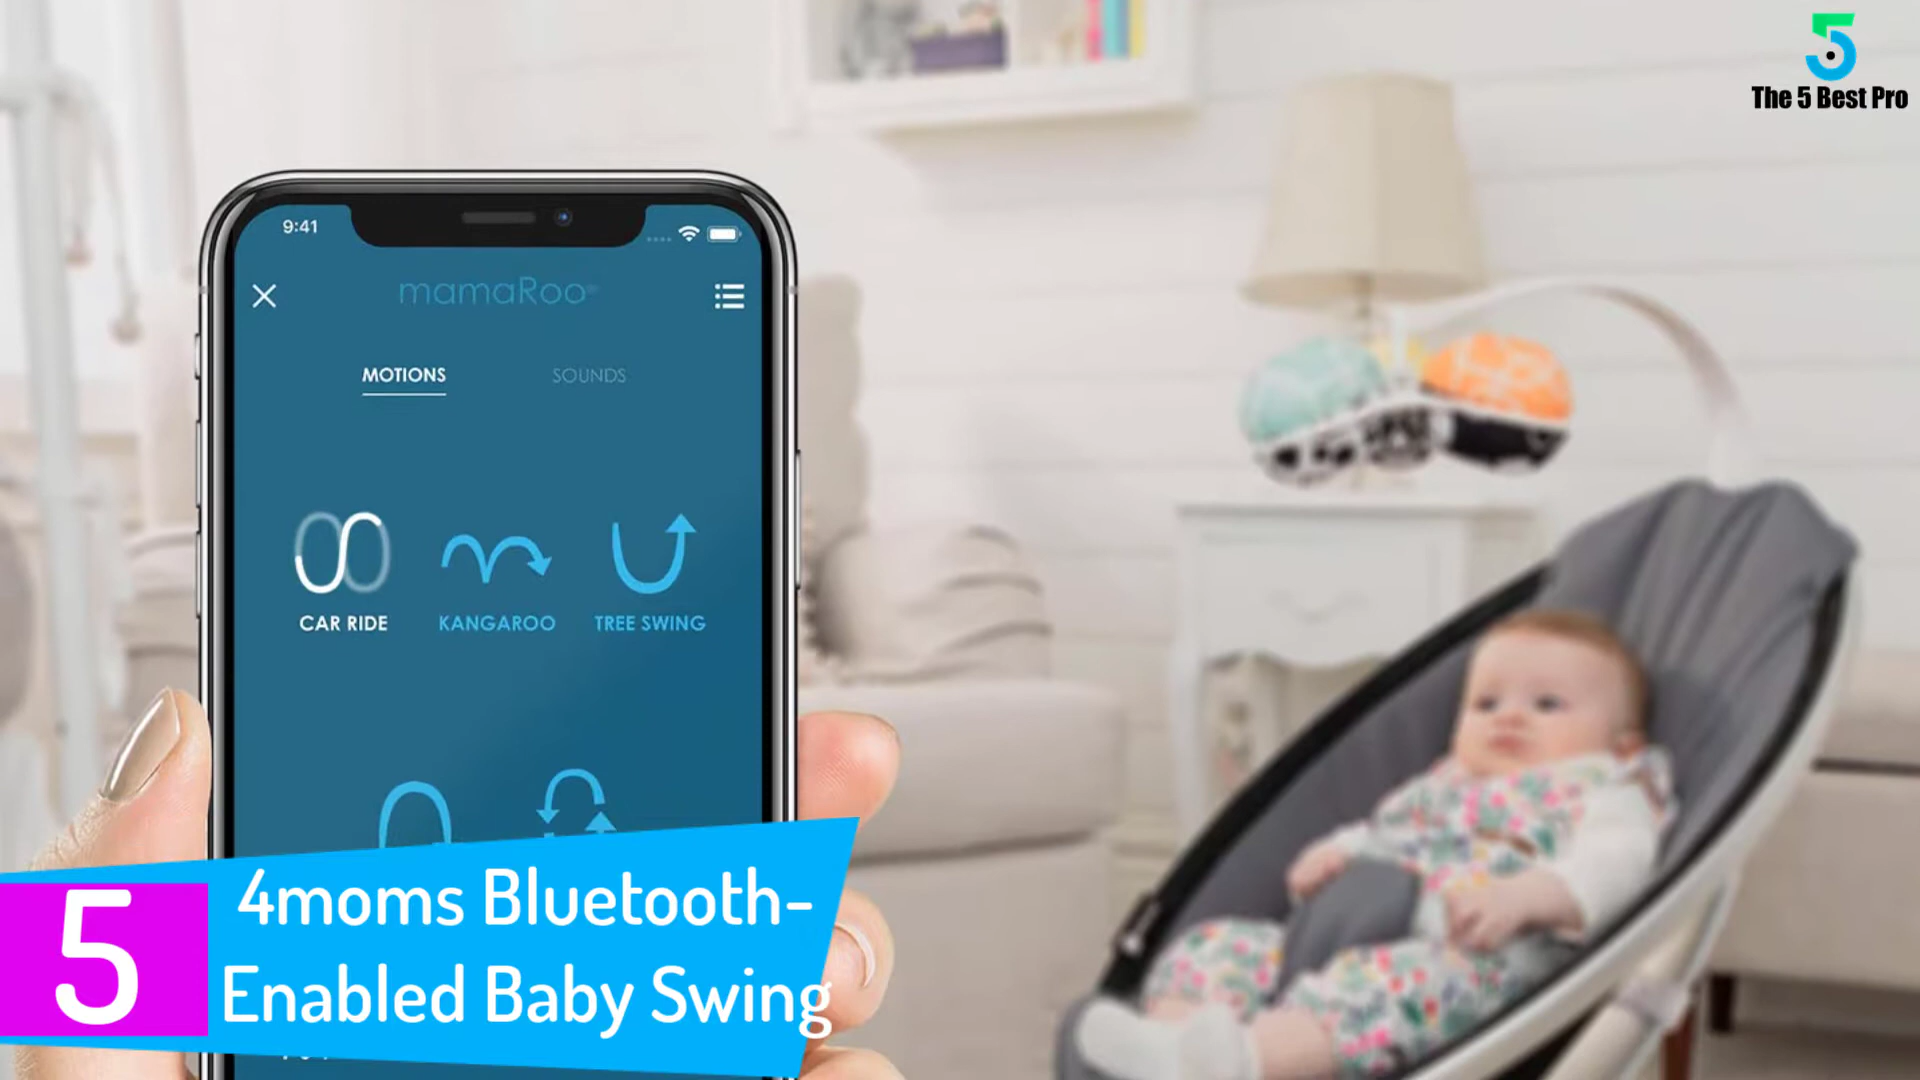 5
The 5 Best Pro
9:41
mamaRoo
MOTIONS
SOUNDS
CAR RIDE
KANGAROO
TREE SWING
5
4moms Bluetooth-
Enabled Baby Swing